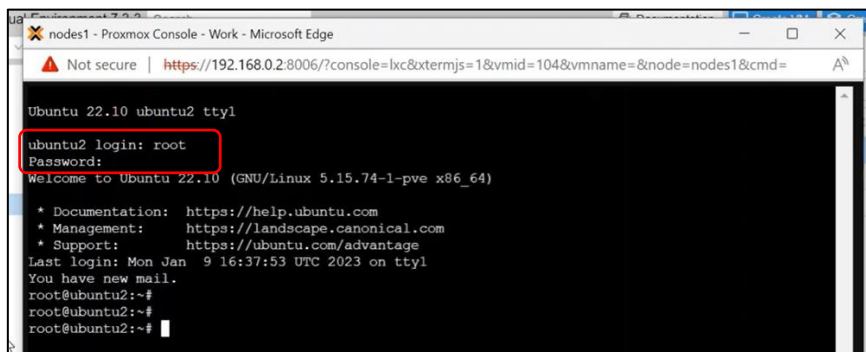 nodes1 - Proxmox Console - Work - Microsoft Edge
Not secure | https://192.168.0.2:8006/?console=lxc&xtermjs=1&vmid=104&vmname=&node=nodes1&cmd=
Ubuntu 22.10 ubuntu2 tty1
ubuntu2 login: root
Password:
Welcome to Ubuntu 22.10 (GNU/Linux 5.15.74-1-pve x86_64)
* Documentation: https://help.ubuntu.com
* Management: https://landscape.canonical.com
* Support: https://ubuntu.com/advantage
Last login: Mon Jan 9 16:37:53 UTC 2023 on tty1
You have new mail.
root@ubuntu2:~#
root@ubuntu2:~#
root@ubuntu2:~#